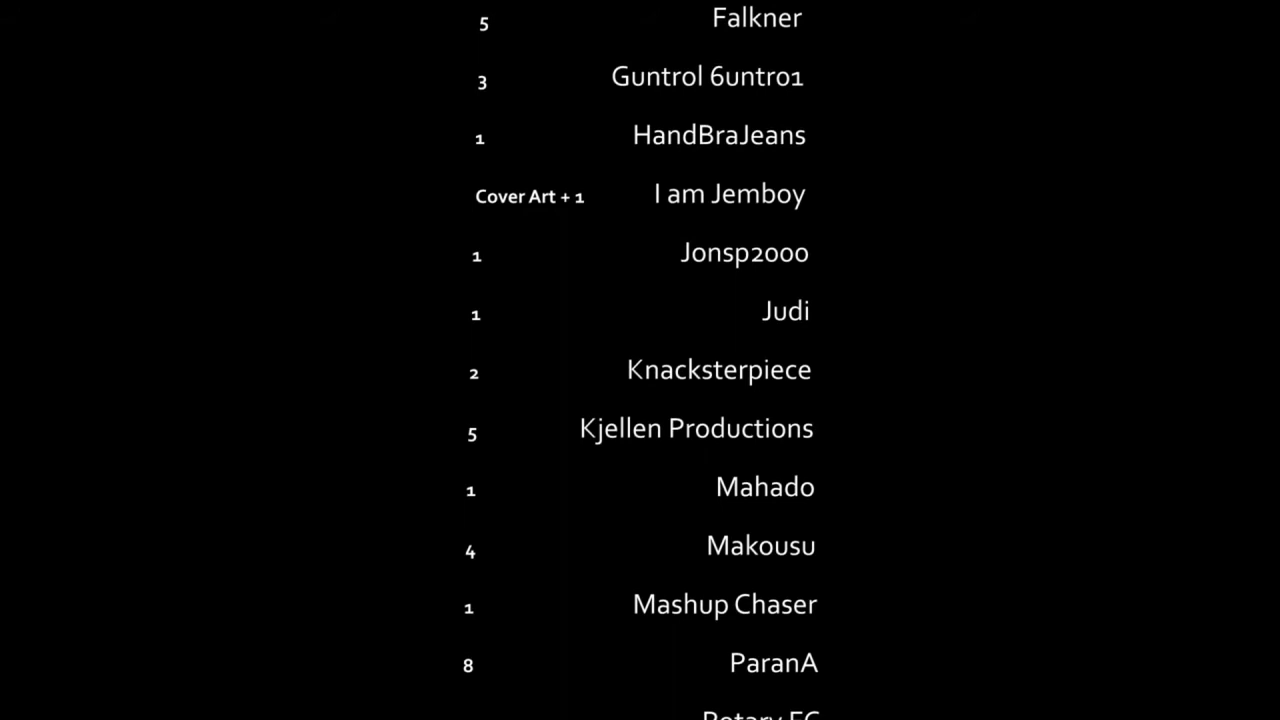 5 Falkner
3 Guntrol 6untro1
1 HandBraJeans
Cover Art + 1 I am Jemboy
1 Jonsp2000
1 Judi
2 Knacksterpiece
5 Kjellen Productions
1 Mahado
4 Makousu
1 Mashup Chaser
8 ParanA